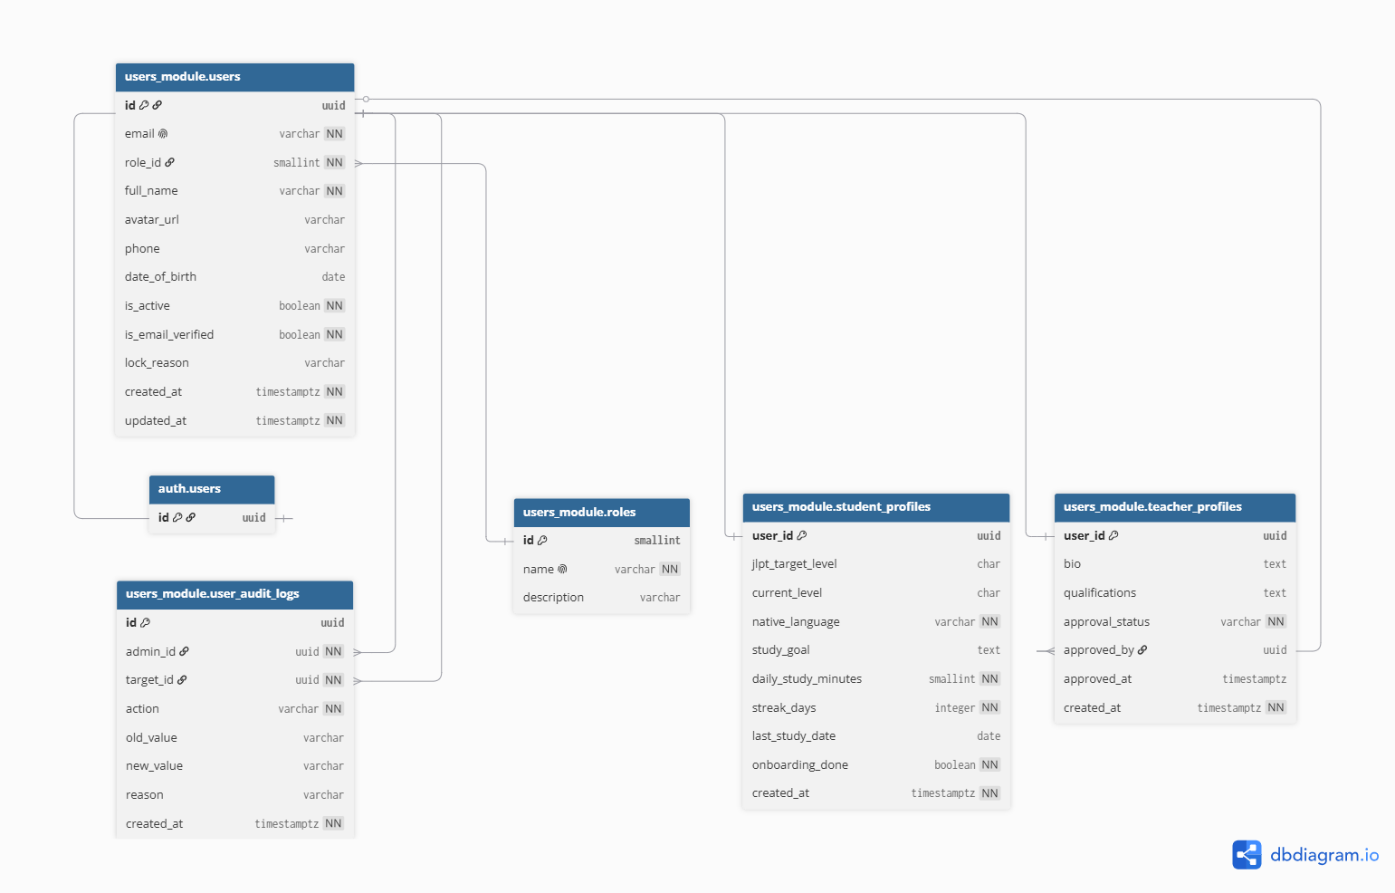 users_module.users
id uuid
email varchar NN
role_id smallint NN
full_name varchar NN
avatar_url varchar
phone varchar
date_of_birth date
is_active boolean NN
is_email_verified boolean NN
lock_reason varchar
created_at timestamptz NN
updated_at timestamptz NN
auth.users
id uuid
users_module.user_audit_logs
id uuid
admin_id uuid NN
target_id uuid NN
action varchar NN
old_value varchar
new_value varchar
reason varchar
created_at timestamptz NN
users_module.roles
id smallint
name varchar NN
description varchar
users_module.student_profiles
user_id uuid
jlpt_target_level char
current_level char
native_language varchar NN
study_goal text
daily_study_minutes smallint NN
streak_days integer NN
last_study_date date
onboarding_done boolean NN
created_at timestamptz NN
users_module.teacher_profiles
user_id uuid
bio text
qualifications text
approval_status varchar NN
approved_by uuid
approved_at timestamptz
created_at timestamptz NN
dbdiagram.io